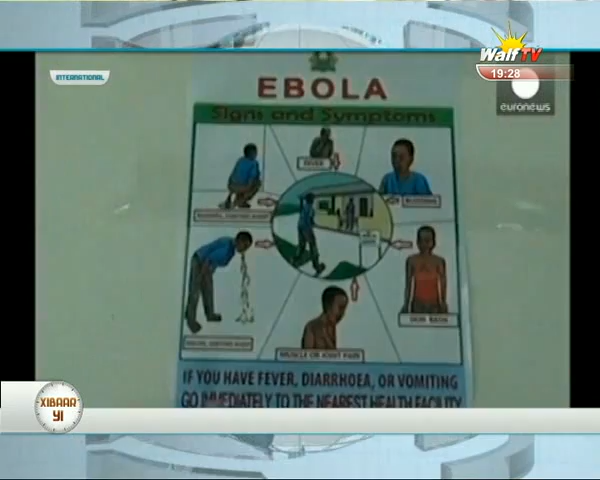 INTERNATIONAL
Walf TV
19:28
euronews
EBOLA
Signs and Symptoms
FEVER
BLEEDING
SKIN RASH
MUSCLE OR JOINT PAIN
IF YOU HAVE FEVER, DIARRHOEA, OR VOMITING
GO IMMEDIATELY TO THE NEAREST HEALTH FACILITY
XIBAAR
YI